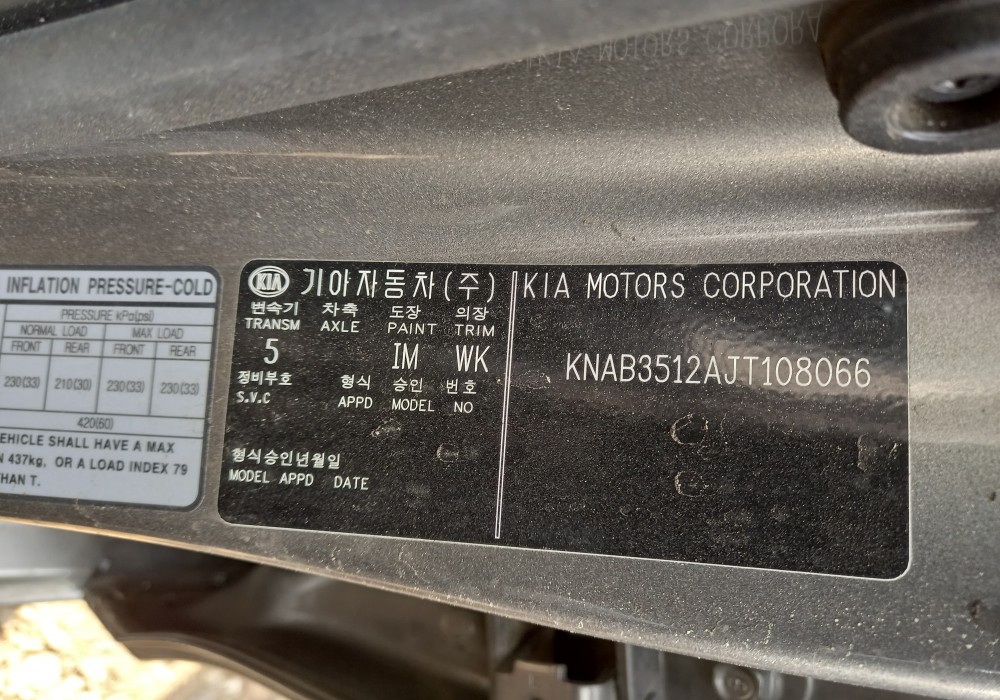 INFLATION PRESSURE-COLD
PRESSURE kPa(psi)
NORMAL LOAD MAX LOAD
FRONT REAR FRONT REAR
230(33) 210(30) 230(33) 230(33)
420(60)
EHICLE SHALL HAVE A MAX
N 437kg, OR A LOAD INDEX 79
HAN T.
KIA 기아자동차(주)
변속기 차축 도장 의장
TRANSM AXLE PAINT TRIM
5 IM WK
정비부호 형식 승인 번호
S.V.C APPD MODEL NO
형식승인년월일
MODEL APPD DATE
KIA MOTORS CORPORATION
KNAB3512AJT108066